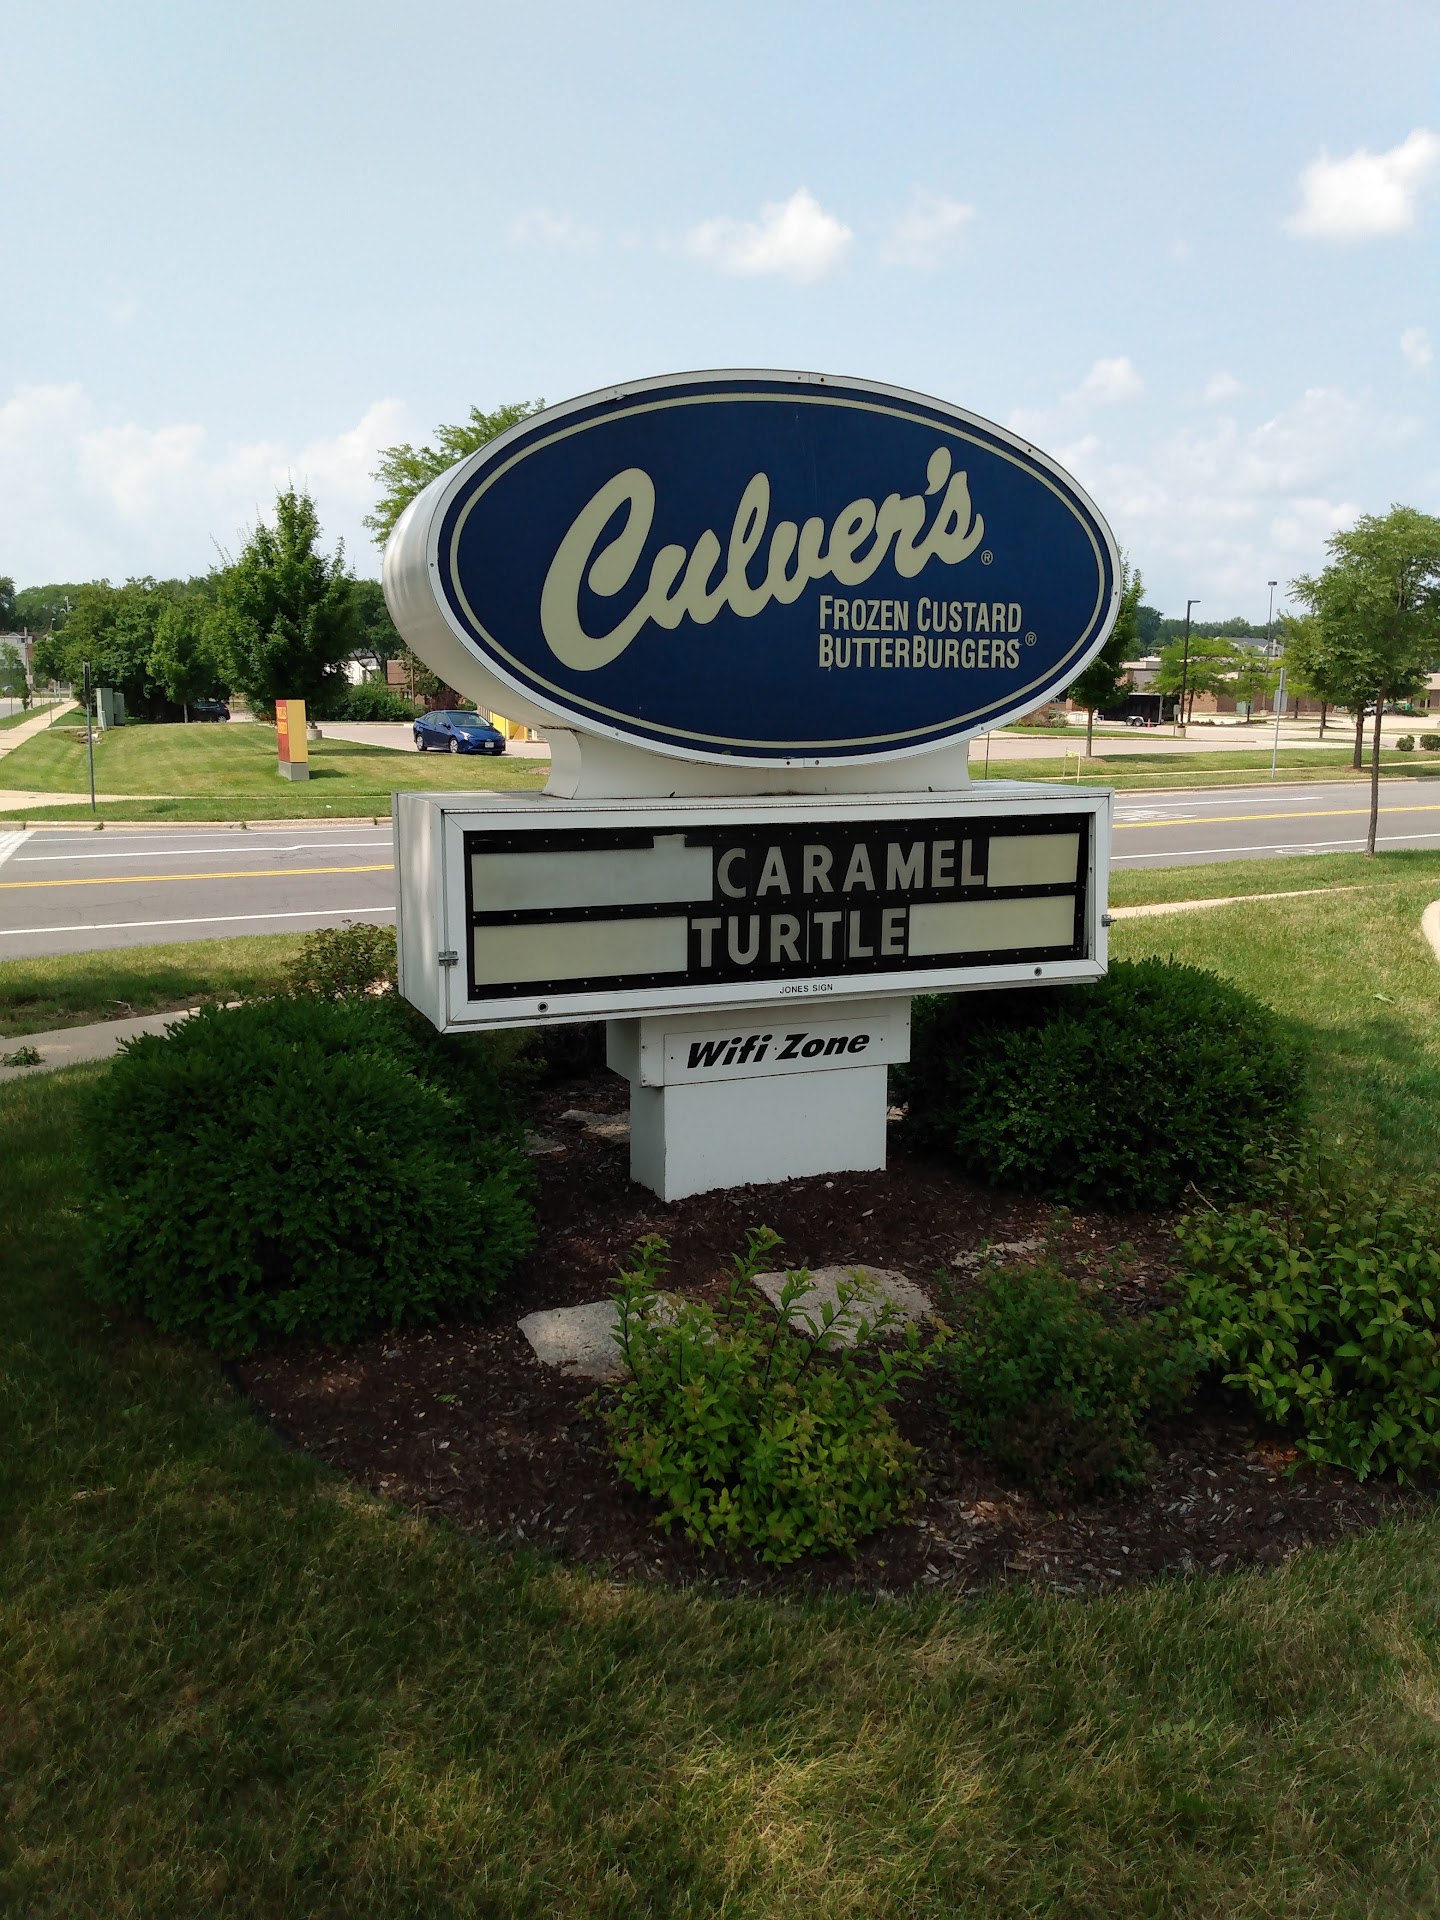 Culver's®
FROZEN CUSTARD
BUTTERBURGERS®
CARAMEL
TURTLE
JONES SIGN
Wifi Zone